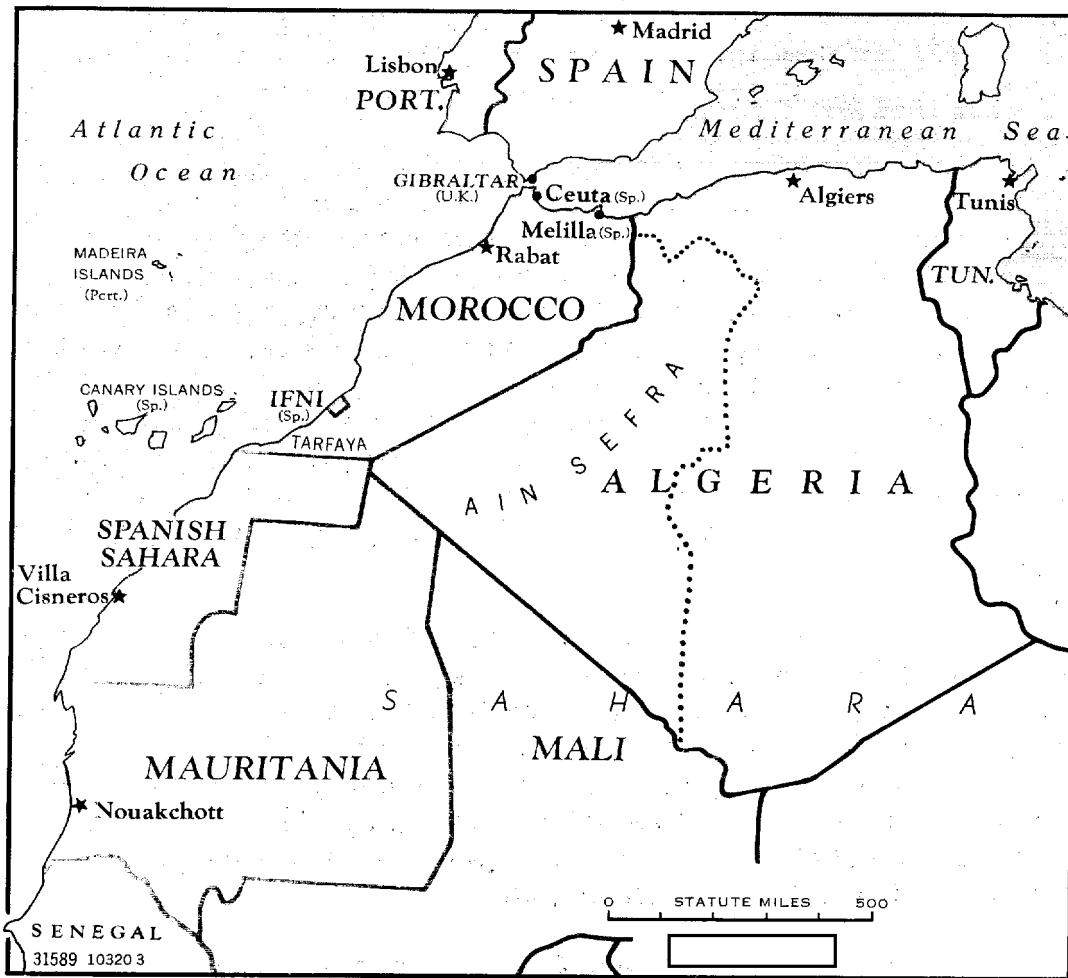 Madrid
Lisbon
SPAIN
PORT.
Atlantic
Ocean
Mediterranean Sea
GIBRALTAR
(U.K.)
Ceuta (Sp.)
Algiers
Tunis
Melilla (Sp.)
Rabat
MADEIRA
ISLANDS
(Port.)
TUN.
MOROCCO
CANARY ISLANDS
(Sp.)
IFNI
(Sp.)
TARFAYA
AIN SEFRA
ALGERIA
SPANISH
SAHARA
Villa
Cisneros
SAHARA
MALI
MAURITANIA
Nouakchott
0 STATUTE MILES 500
SENEGAL
31589 10320 3